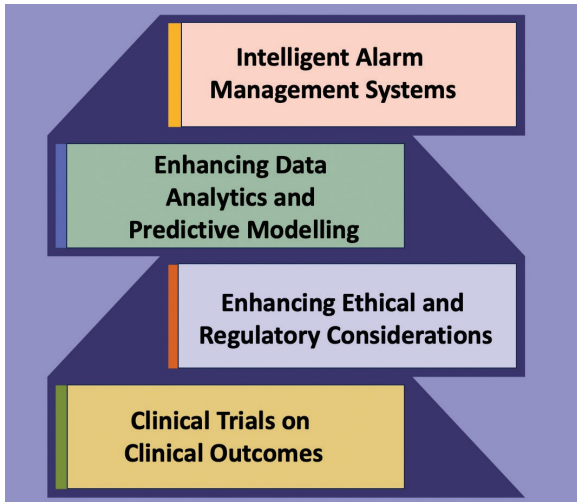 Intelligent Alarm
Management Systems
Enhancing Data
Analytics and
Predictive Modelling
Enhancing Ethical and
Regulatory Considerations
Clinical Trials on
Clinical Outcomes